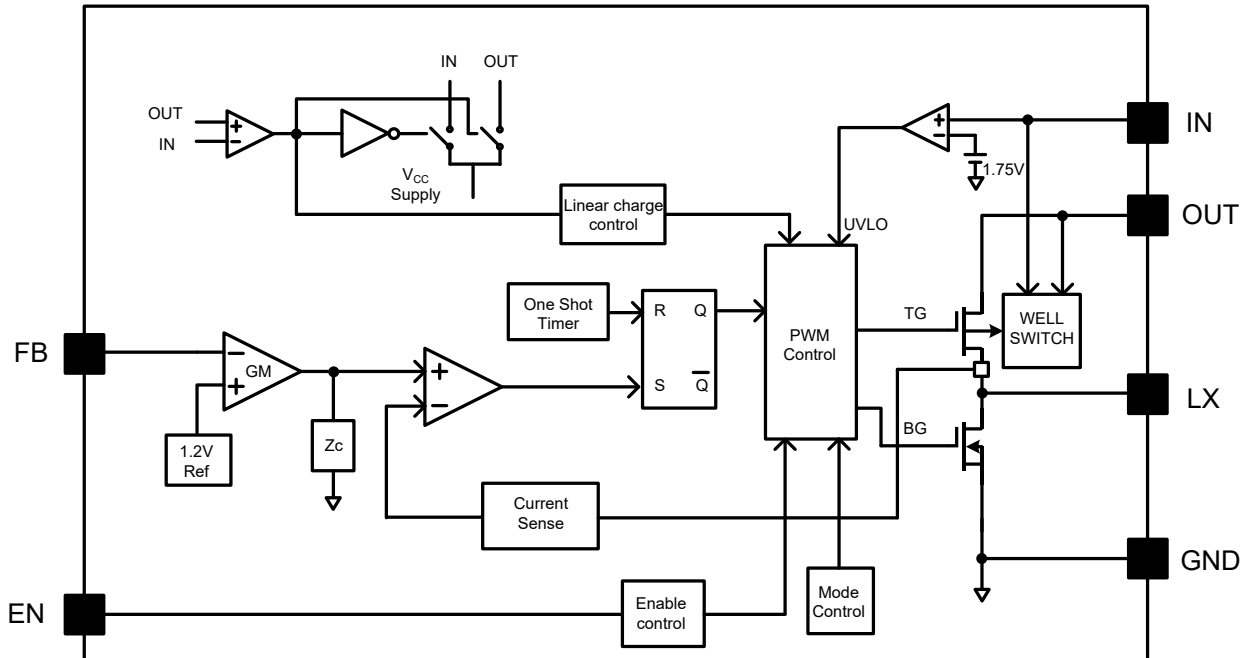 IN
OUT
OUT
+
IN
−
V_CC
Supply
Linear charge
control
UVLO
+
−
1.75V
IN
OUT
One Shot
Timer
R
Q
S
Q̅
PWM
Control
TG
WELL
SWITCH
FB
−
+
GM
+
−
1.2V
Ref
Zc
BG
LX
Current
Sense
GND
EN
Enable
control
Mode
Control